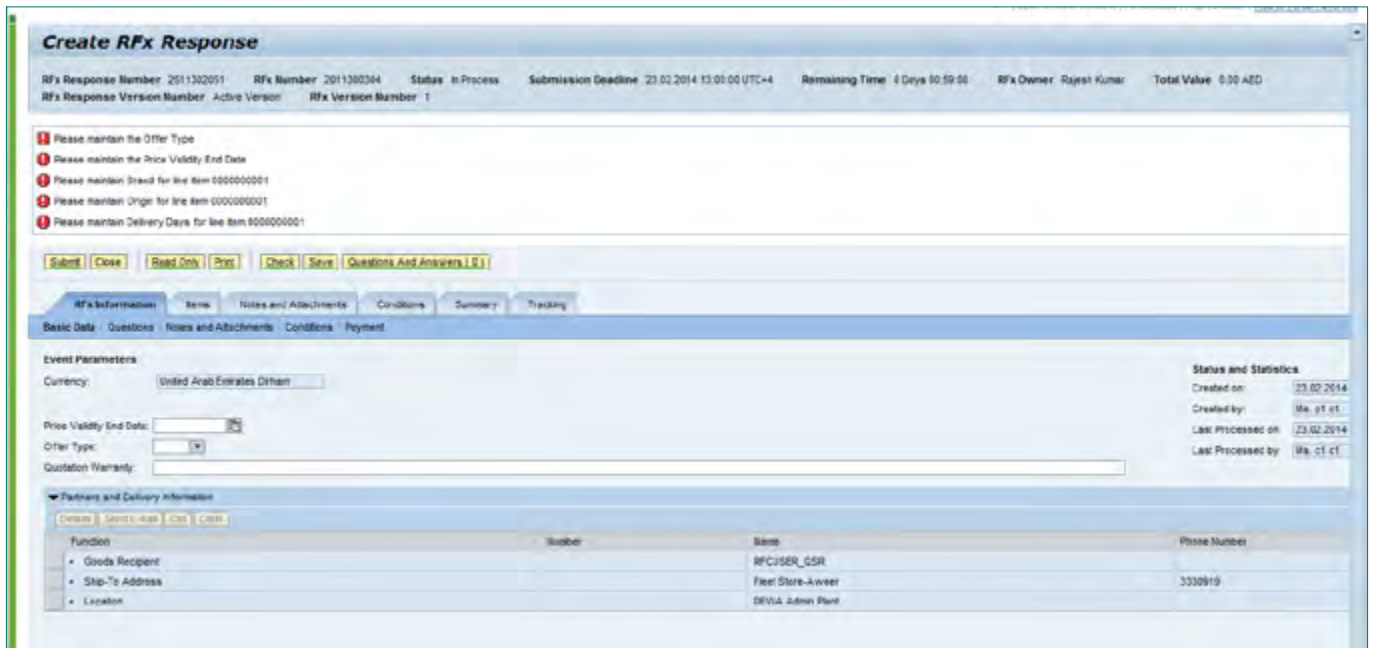 Create RFx Response
RFx Response Number 2511302051 RFx Number 2011300304 Status In Process Submission Deadline 23.02.2014 13:00:00 UTC+4 Remaining Time 0 Days 00:59:06 RFx Owner Rajesh Kumar Total Value 0.00 AED
RFx Response Version Number Active Version RFx Version Number 1
Please maintain the Offer Type
Please maintain the Price Validity End Date
Please maintain Brand for line item 0000000001
Please maintain Origin for line item 0000000001
Please maintain Delivery Days for line item 0000000001
Submit Close Read Only Print Check Save Questions And Answers ( 0 )
RFx Information Items Notes and Attachments Conditions Summary Tracking
Basic Data Questions Notes and Attachments Conditions Payment
Event Parameters
Status and Statistics
Currency: United Arab Emirates Dirham
Created on: 23.02.2014
Created by:
Price Validity End Date:
Last Processed on: 23.02.2014
Offer Type:
Last Processed by:
Quotation Warranty:
Partners and Delivery Information
Details Send E-Mail Call Clear
Function Number Name Phone Number
Goods Recipient RFCUSER_GSR
Ship-To Address Fleet Store-Aweer 3330919
Location DEWA Admin Plant